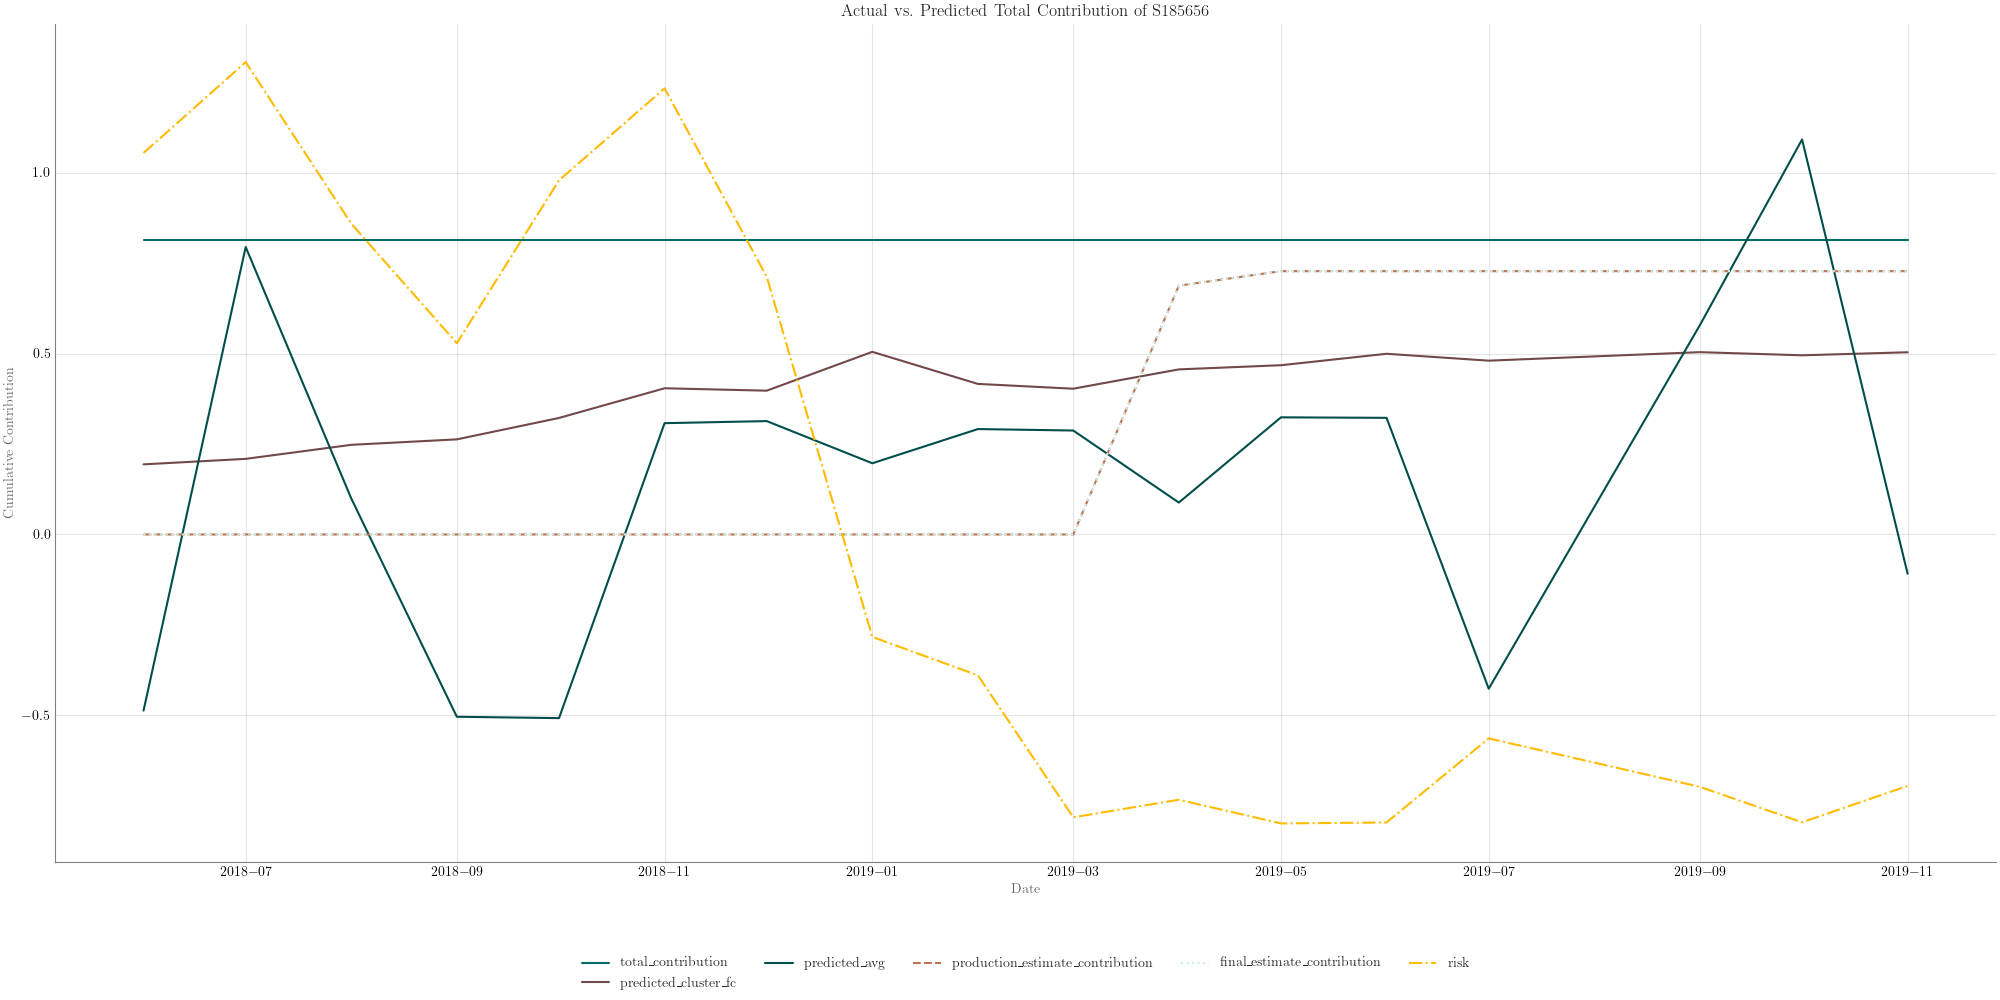 Actual vs. Predicted Total Contribution of S185656
Cumulative Contribution
1.0
0.5
0.0
−0.5
2018−07 2018−09 2018−11 2019−01 2019−03 2019−05 2019−07 2019−09 2019−11
Date
total_contribution predicted_avg production_estimate_contribution final_estimate_contribution risk
predicted_cluster_fc